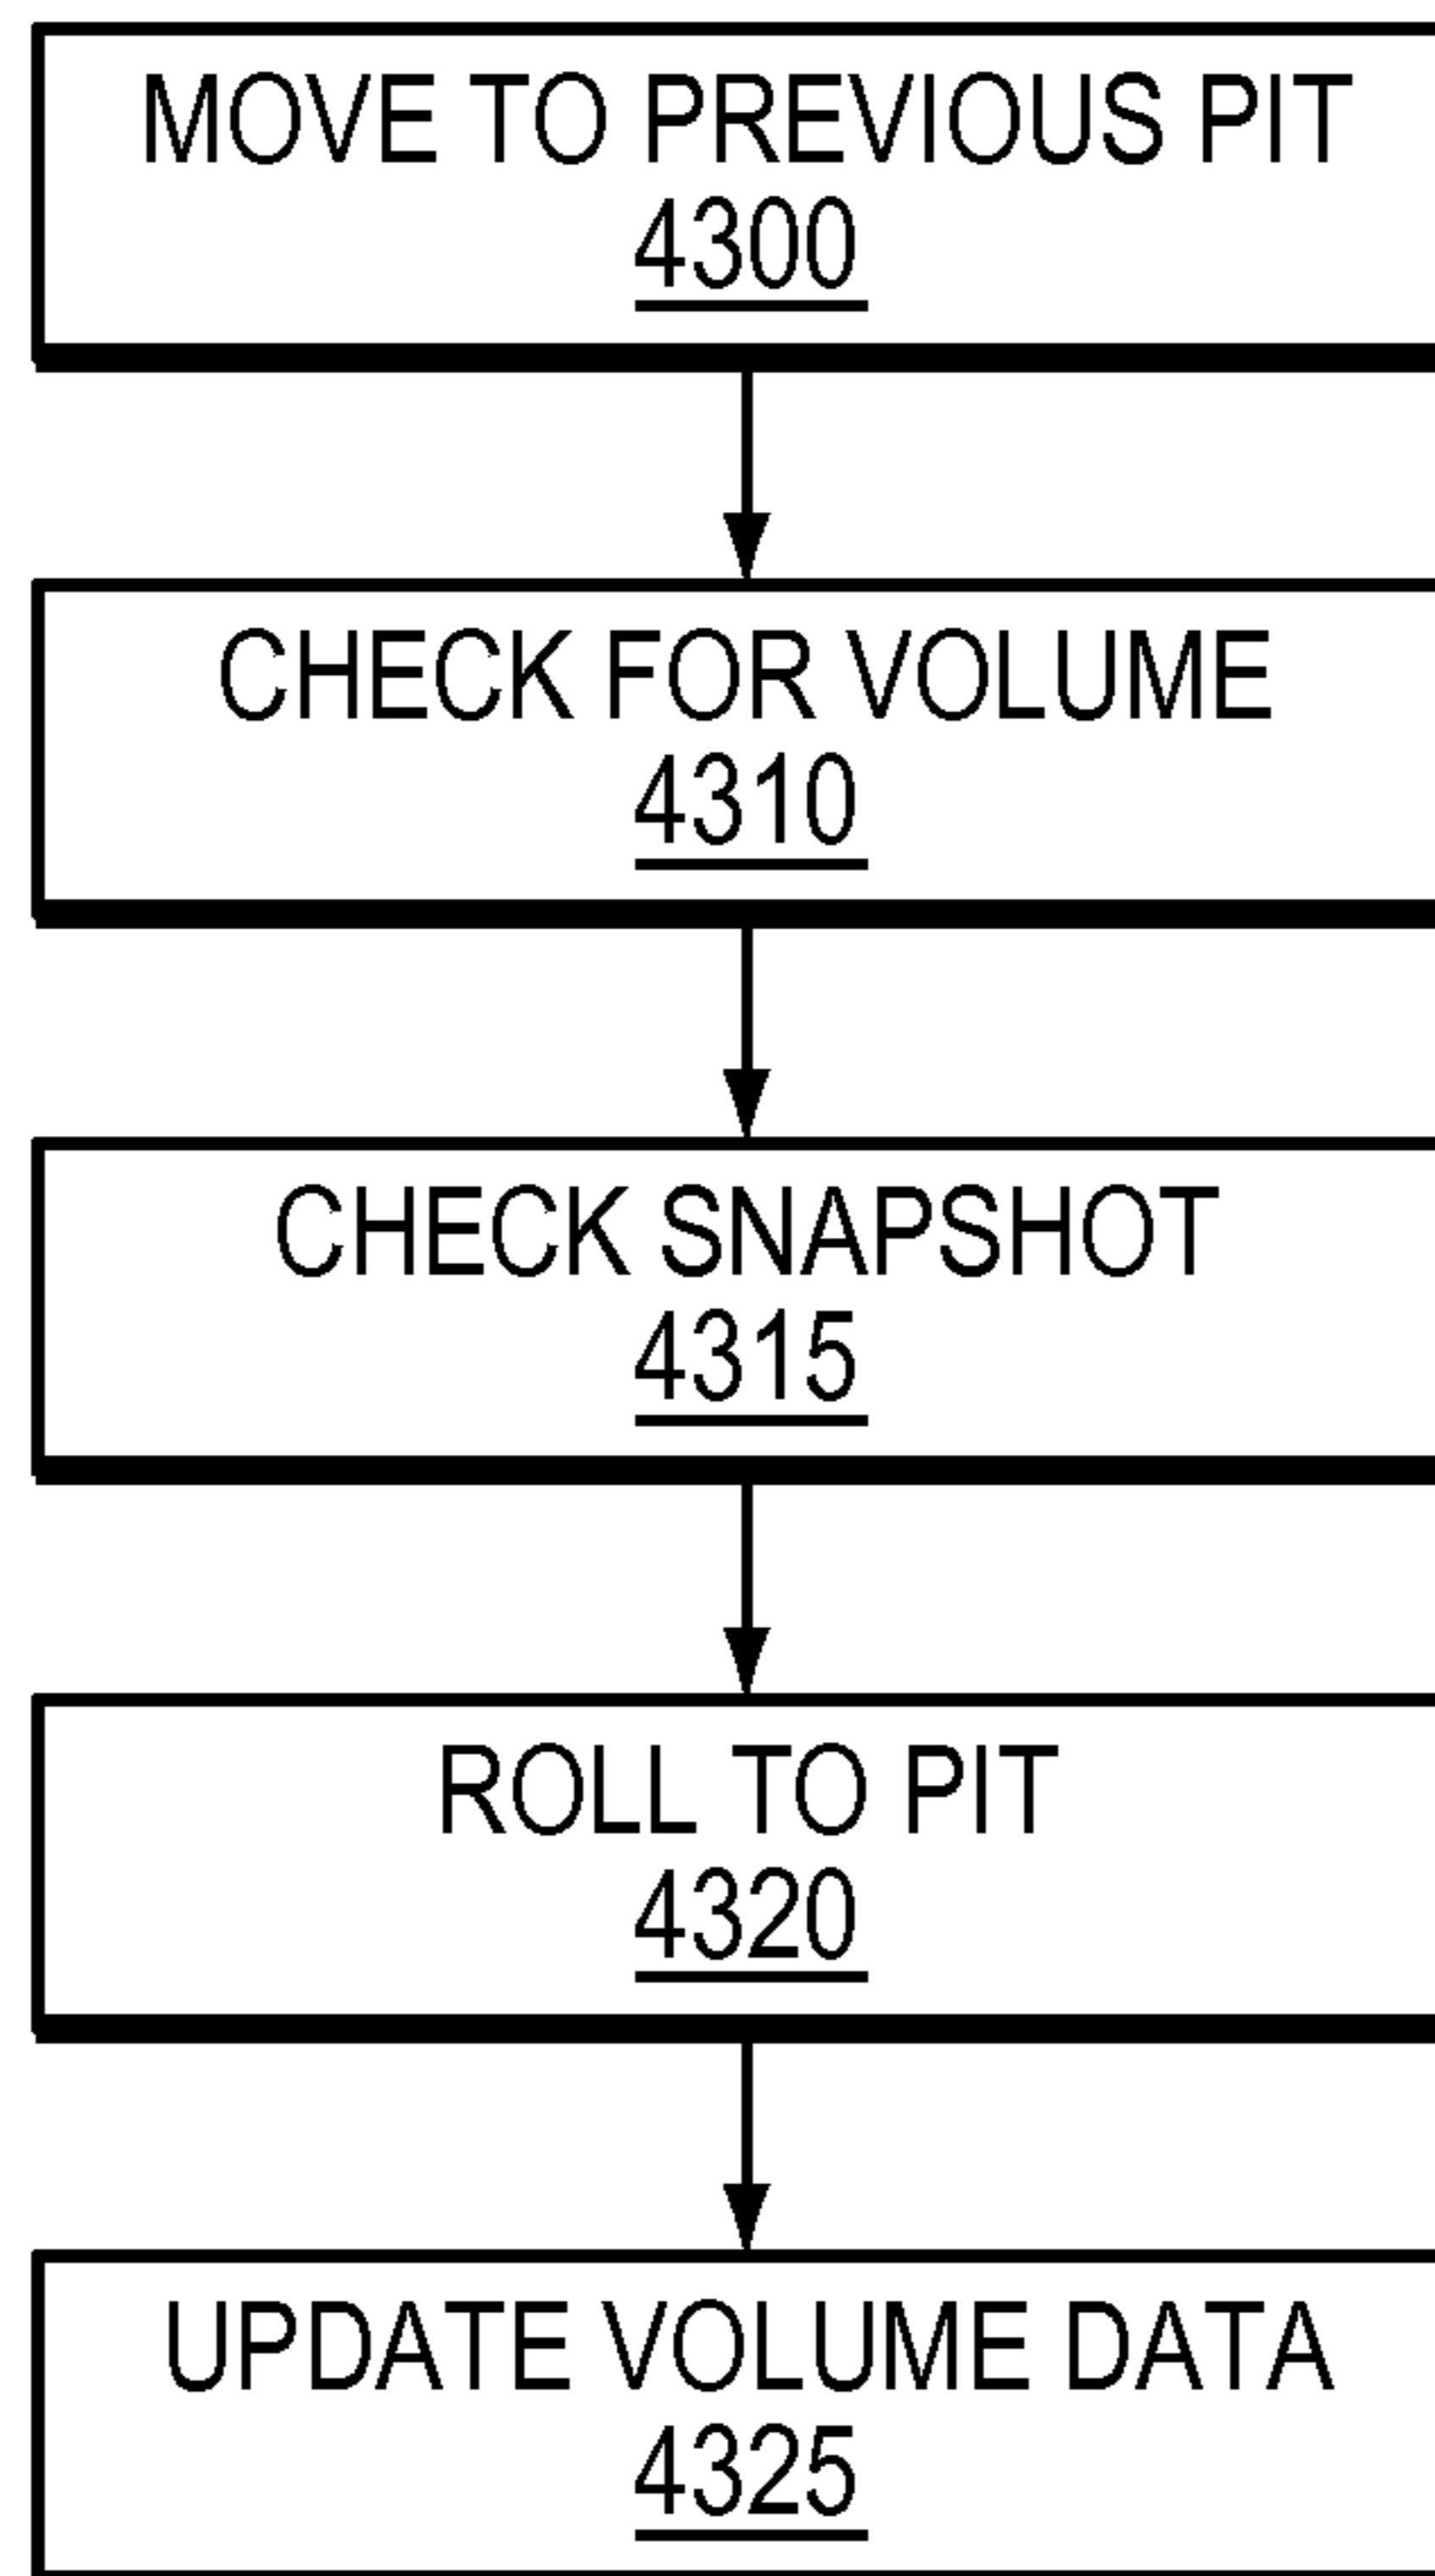 MOVE TO PREVIOUS PIT
4300
CHECK FOR VOLUME
4310
CHECK SNAPSHOT
4315
ROLL TO PIT
4320
UPDATE VOLUME DATA
4325